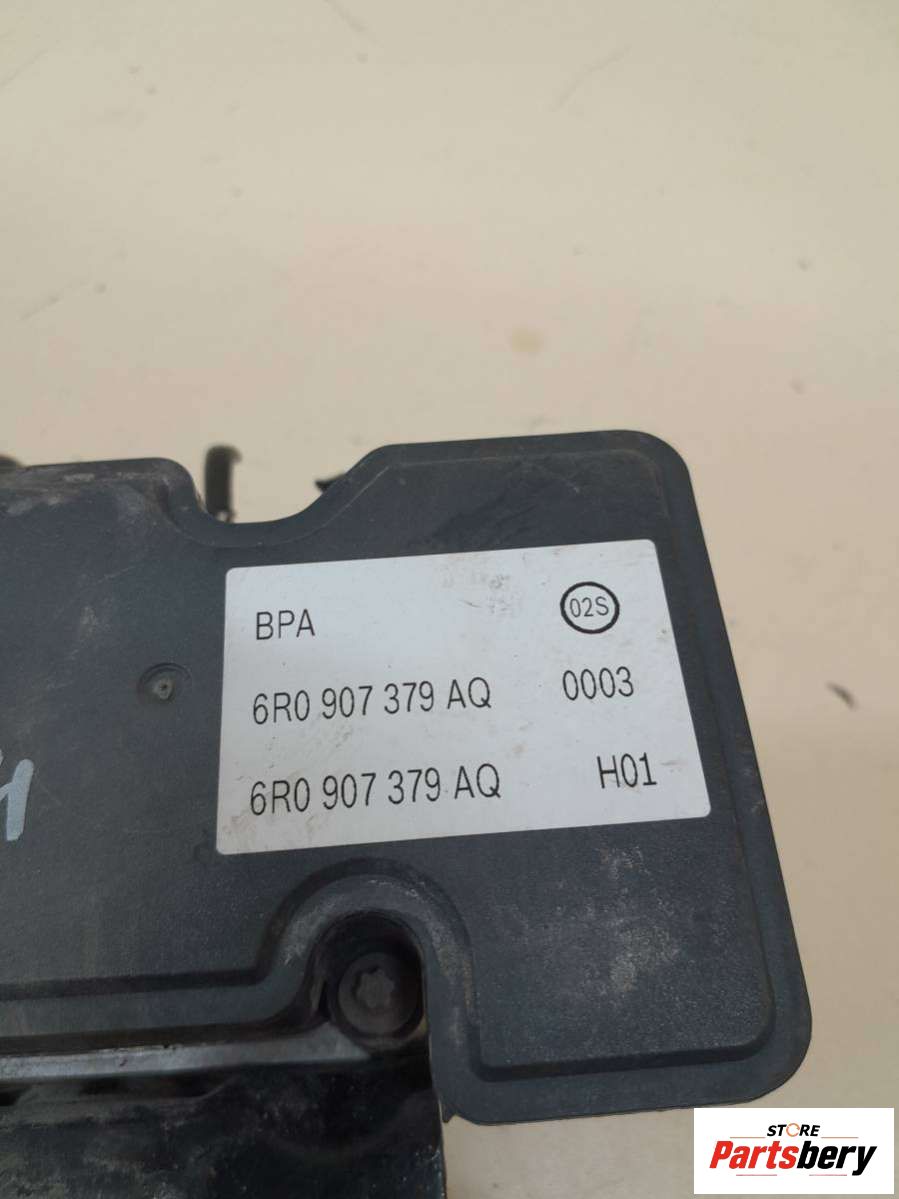 BPA 02S
6R0 907 379 AQ 0003
6R0 907 379 AQ H01
STORE
Partsbery